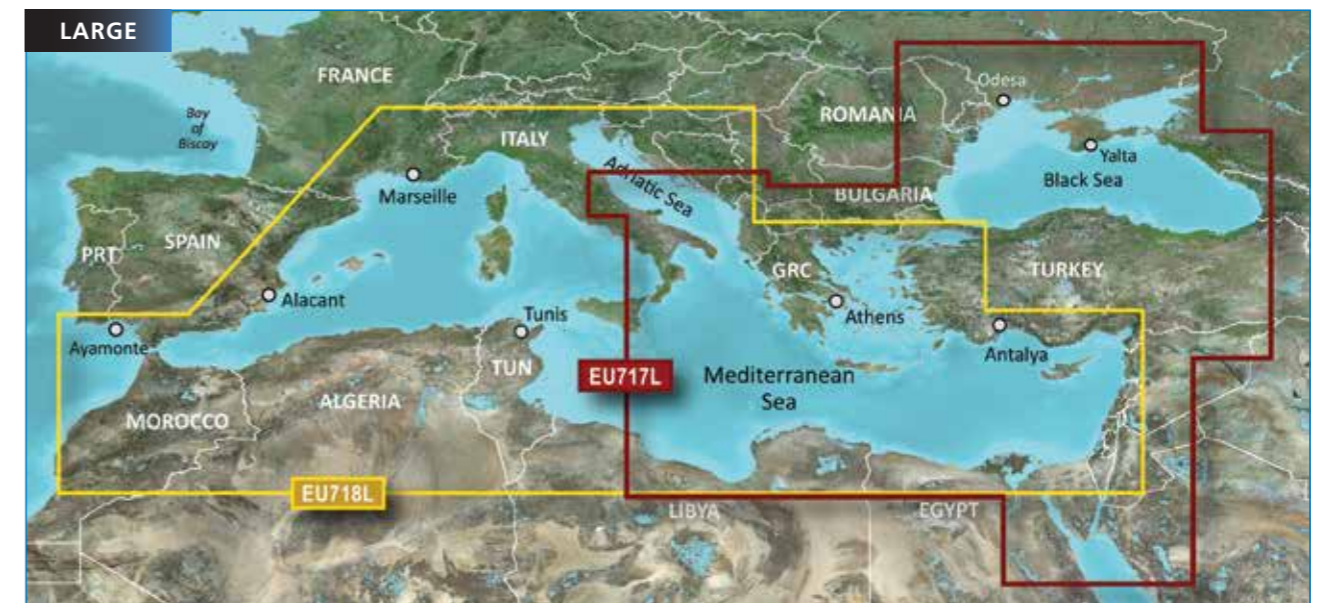 LARGE
FRANCE
Bay
of
Biscay
ITALY
ROMANIA
Odesa
Yalta
Black Sea
Marseille
Adriatic Sea
BULGARIA
SPAIN
PRT
Alacant
GRC
TURKEY
Athens
Tunis
Ayamonte
Antalya
TUN
EU717L
Mediterranean
Sea
ALGERIA
MOROCCO
EU718L
LIBYA
EGYPT